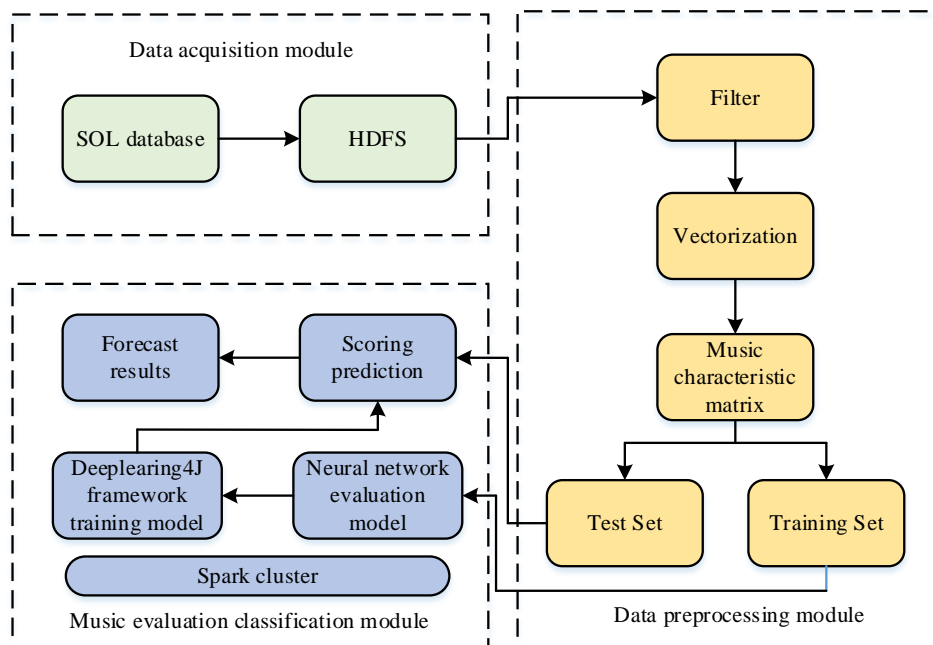 Data acquisition module
SOL database
HDFS
Filter
Vectorization
Music
characteristic
matrix
Test Set
Training Set
Data preprocessing module
Forecast
results
Scoring
prediction
Deeplearing4J
framework
training model
Neural network
evaluation
model
Spark cluster
Music evaluation classification module